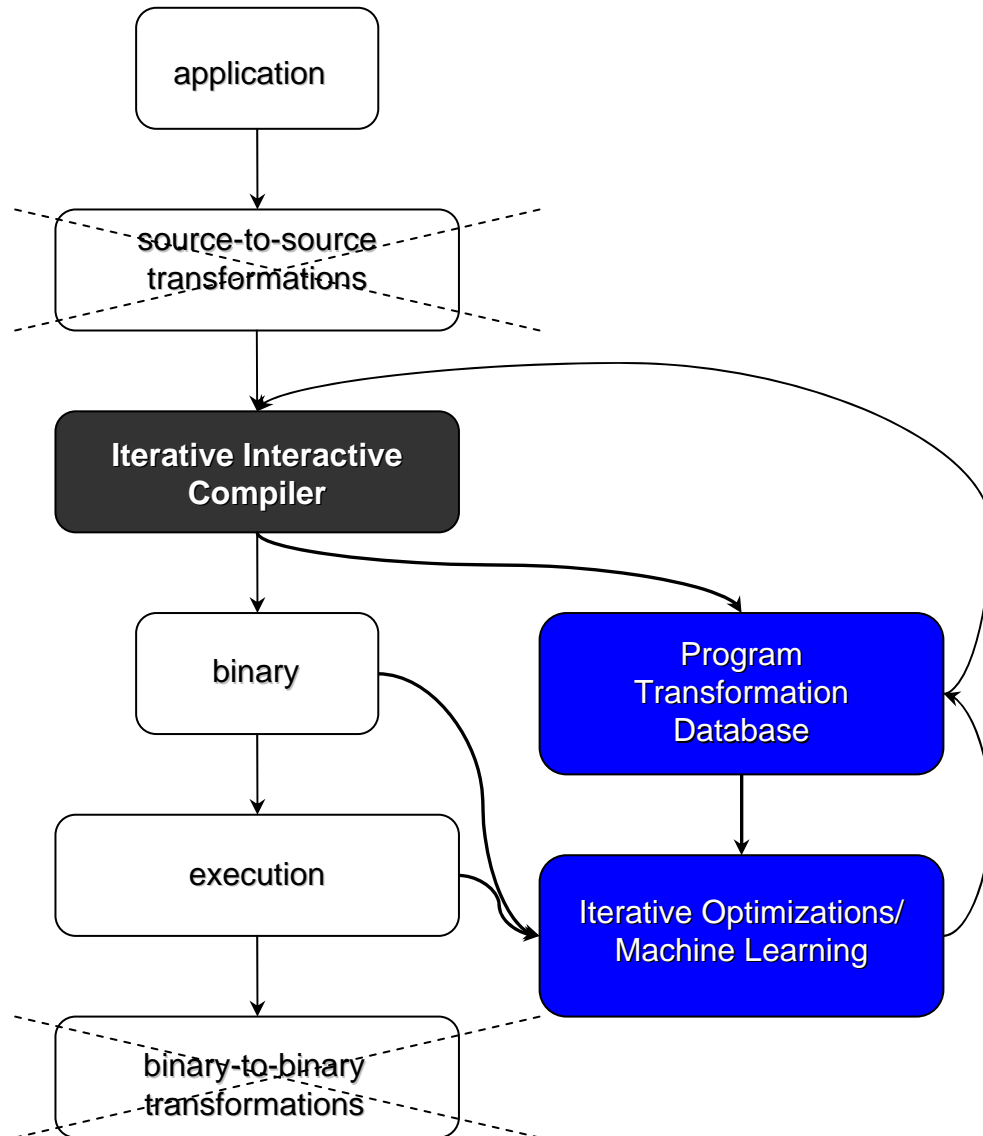 application
source-to-source
transformations
Iterative Interactive
Compiler
binary
Program
Transformation
Database
execution
Iterative Optimizations/
Machine Learning
binary-to-binary
transformations